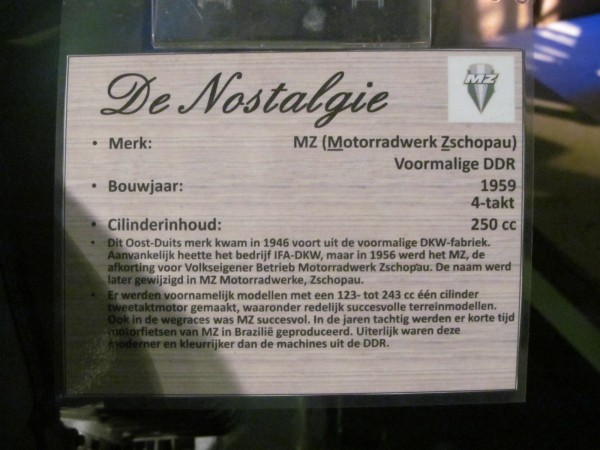 De Nostalgie
MZ
• Merk: MZ (Motorradwerk Zschopau)
Voormalige DDR
• Bouwjaar: 1959
4-takt
• Cilinderinhoud: 250 cc
• Dit Oost-Duits merk kwam in 1946 voort uit de voormalige DKW-fabriek.
Aanvankelijk heette het bedrijf IFA-DKW, maar in 1956 werd het MZ, de
afkorting voor Volkseigener Betrieb Motorradwerk Zschopau. De naam werd
later gewijzigd in MZ Motorradwerke, Zschopau.
• Er werden voornamelijk modellen met een 123- tot 243 cc één cilinder
tweetaktmotor gemaakt, waaronder redelijk succesvolle terreinmodellen.
Ook in de wegraces was MZ succesvol. In de jaren tachtig werden er korte tijd
motorfietsen van MZ in Brazilië geproduceerd. Uiterlijk waren deze
moderner en kleurrijker dan de machines uit de DDR.